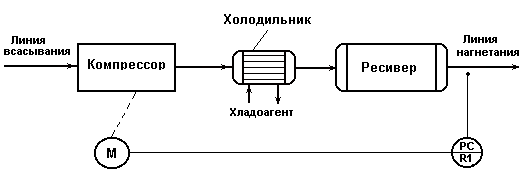 Холодильник
Линия
всасывания
Линия
нагнетания
Компрессор
Ресивер
Хладоагент
М
PC
R1